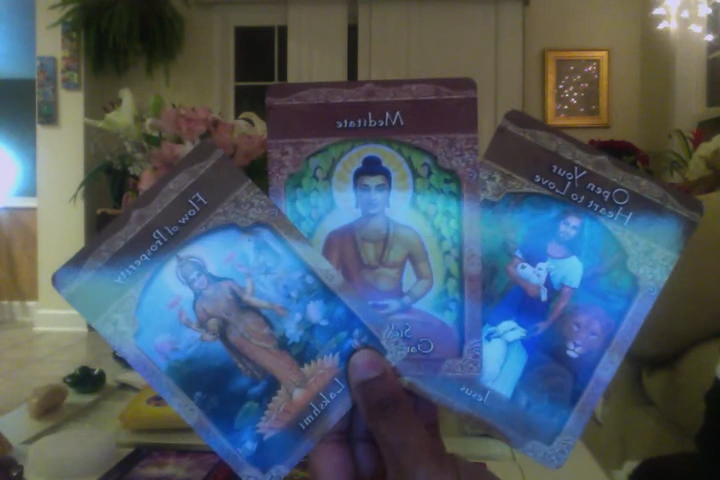 Flow of Prosperity
Lakshmi
Meditate
Open Your
Heart to Love
Jesus